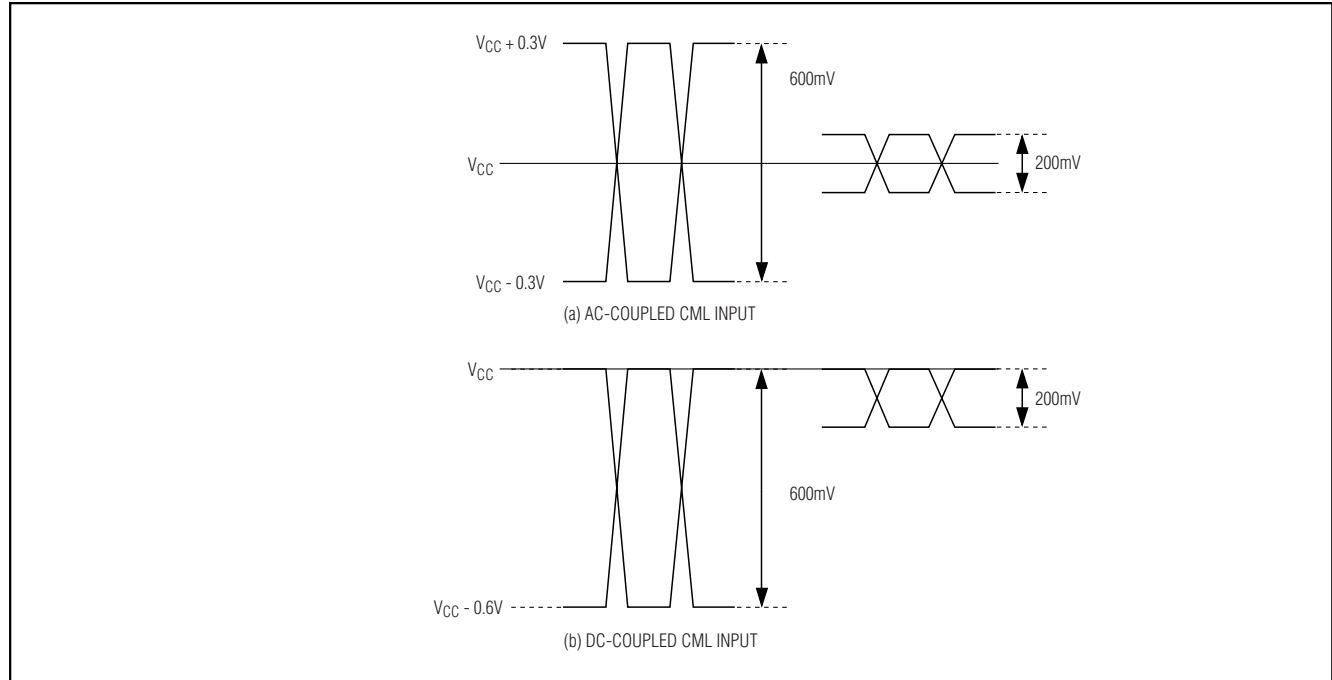 VCC + 0.3V
600mV
VCC
200mV
VCC - 0.3V
(a) AC-COUPLED CML INPUT
VCC
200mV
600mV
VCC - 0.6V
(b) DC-COUPLED CML INPUT